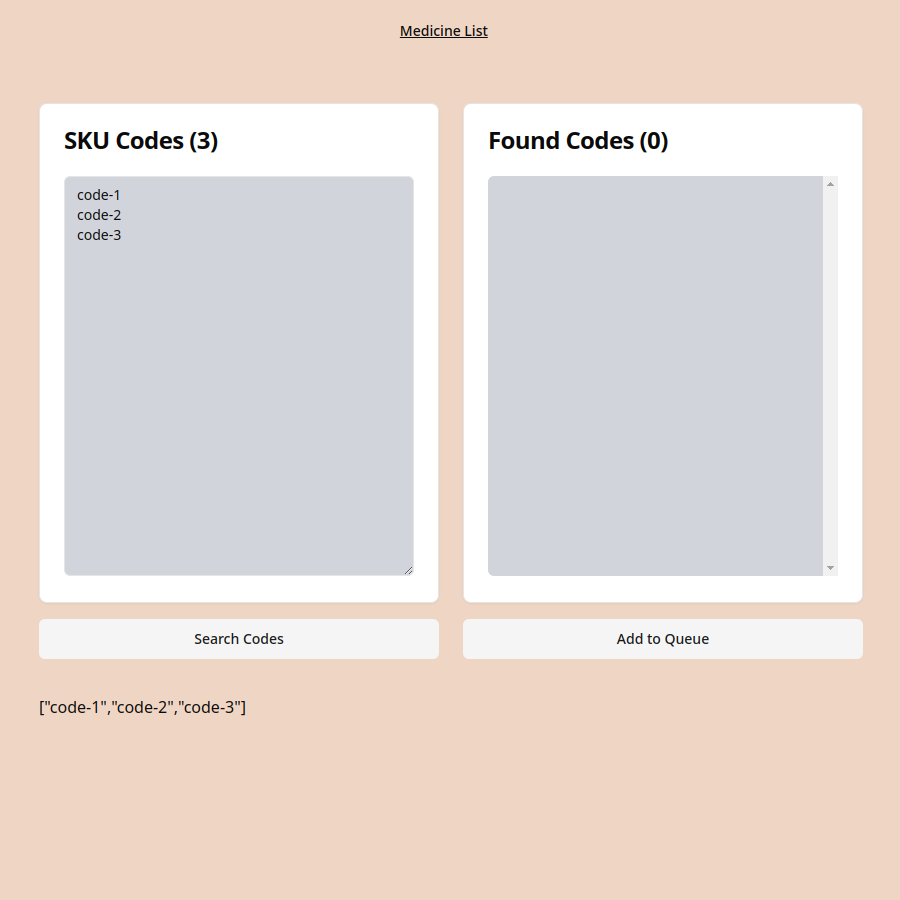 Medicine List
SKU Codes (3)
code-1
code-2
code-3
Search Codes
Found Codes (0)
Add to Queue
["code-1","code-2","code-3"]